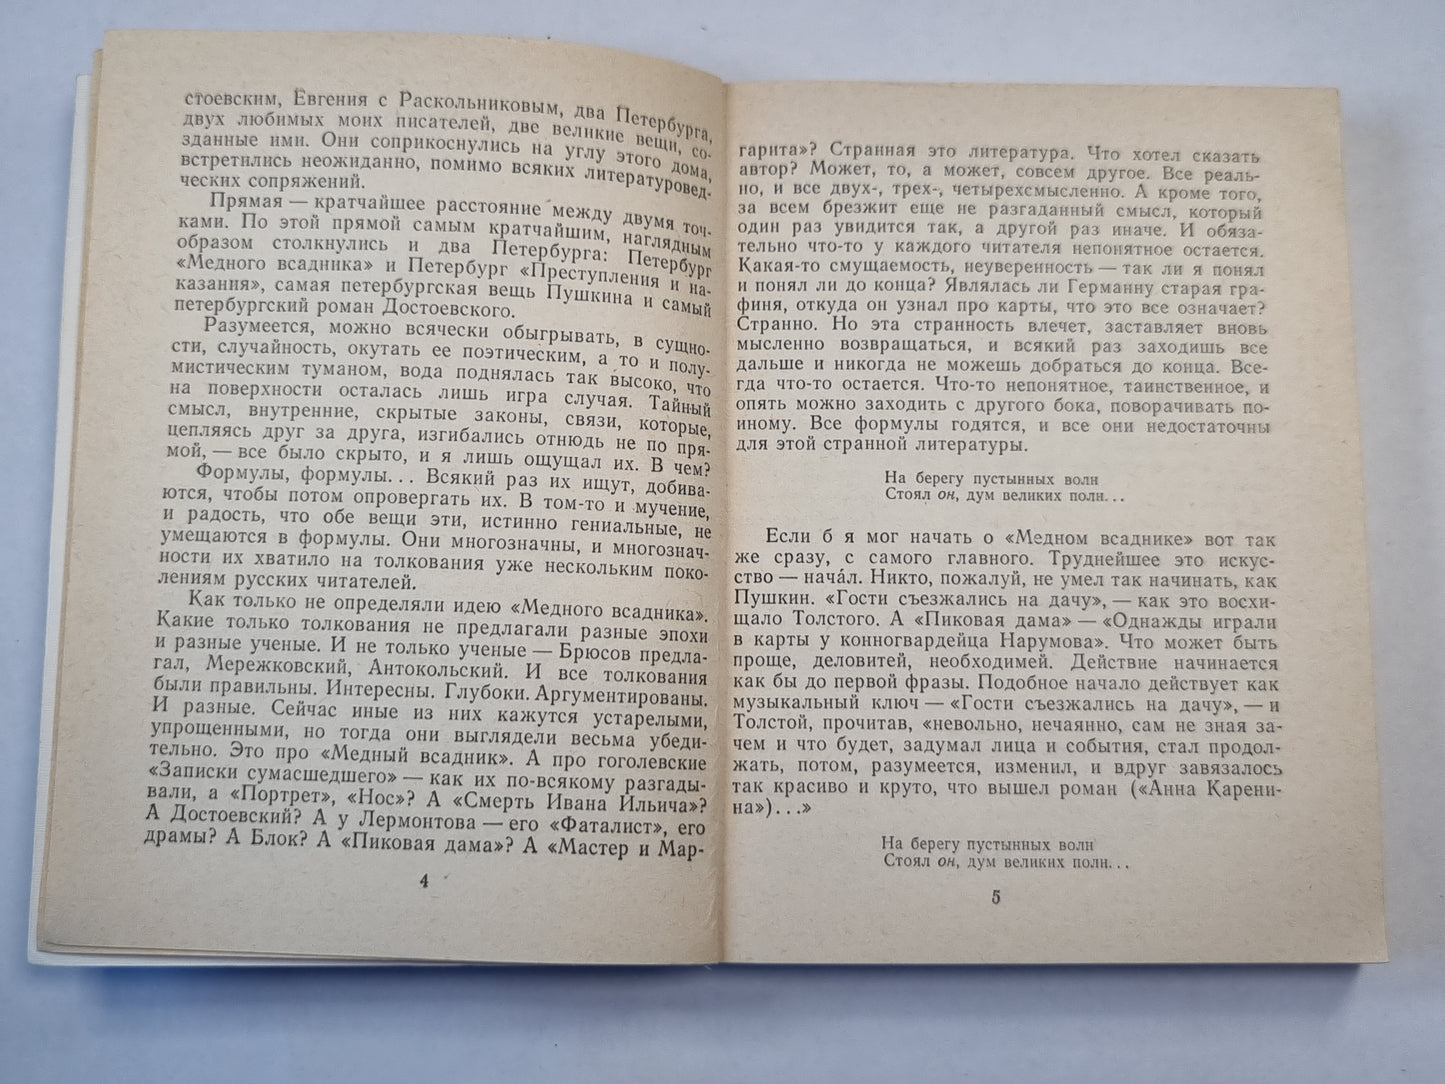 стоевским, Евгения с Раскольниковым, два Петербурга,
двух любимых моих писателей, две великие вещи, со-
зданные ими. Они соприкоснулись на углу этого дома,
встретились неожиданно, помимо всяких литературовед-
ческих сопряжений.
Прямая — кратчайшее расстояние между двумя точ-
ками. По этой прямой самым кратчайшим, наглядным
образом столкнулись и два Петербурга: Петербург
«Медного всадника» и Петербург «Преступления и на-
казания», самая петербургская вещь Пушкина и самый
петербургский роман Достоевского.
Разумеется, можно всячески обыгрывать, в сущно-
сти, случайность, окутать ее поэтическим, а то и полу-
мистическим туманом, вода поднялась так высоко, что
на поверхности осталась лишь игра случая. Тайный
смысл, внутренние, скрытые законы, связи, которые,
цепляясь друг за друга, изгибались отнюдь не по пря-
мой, — все было скрыто, и я лишь ощущал их. В чем?
Формулы, формулы... Всякий раз их ищут, добива-
ются, чтобы потом опровергать их. В том-то и мучение,
и радость, что обе вещи эти, истинно гениальные, не
умещаются в формулы. Они многозначны, и многознач-
ности их хватило на толкования уже нескольким поко-
лениям русских читателей.
Как только не определяли идею «Медного всадника».
Какие только толкования не предлагали разные эпохи
и разные ученые. И не только ученые — Брюсов предла-
гал, Мережковский, Антокольский. И все толкования
были правильны. Интересны. Глубоки. Аргументированы.
И разные. Сейчас иные из них кажутся устарелыми,
упрощенными, но тогда они выглядели весьма убеди-
тельно. Это про «Медный всадник». А про гоголевские
«Записки сумасшедшего» — как их по-всякому разгады-
вали, а «Портрет», «Нос»? А «Смерть Ивана Ильича»?
А Достоевский? А у Лермонтова — его «Фаталист», его
драмы? А Блок? А «Пиковая дама»? А «Мастер и Мар-
4
гарита»? Странная это литература. Что хотел сказать
автор? Может, то, а может, совсем другое. Все реаль-
но, и все двух-, трех-, четырехсмысленно. А кроме того,
за всем брезжит еще не разгаданный смысл, который
один раз увидится так, а другой раз иначе. И обяза-
тельно что-то у каждого читателя непонятное остается.
Какая-то смущаемость, неуверенность — так ли я понял
и понял ли до конца? Являлась ли Германну старая гра-
финя, откуда он узнал про карты, что это все означает?
Странно. Но эта странность влечет, заставляет вновь
мысленно возвращаться, и всякий раз заходишь все
дальше и никогда не можешь добраться до конца. Все-
гда что-то остается. Что-то непонятное, таинственное, и
опять можно заходить с другого бока, поворачивать по-
иному. Все формулы годятся, и все они недостаточны
для этой странной литературы.
На берегу пустынных волн
Стоял он, дум великих полн...
Если б я мог начать о «Медном всаднике» вот так
же сразу, с самого главного. Труднейшее это искус-
ство — нача́л. Никто, пожалуй, не умел так начинать, как
Пушкин. «Гости съезжались на дачу», — как это восхи-
щало Толстого. А «Пиковая дама» — «Однажды играли
в карты у конногвардейца Нарумова». Что может быть
проще, деловитей, необходимей. Действие начинается
как бы до первой фразы. Подобное начало действует как
музыкальный ключ — «Гости съезжались на дачу», — и
Толстой, прочитав, «невольно, нечаянно, сам не зная за-
чем и что будет, задумал лица и события, стал продол-
жать, потом, разумеется, изменил, и вдруг завязалось
так красиво и круто, что вышел роман («Анна Карени-
на»)...»
На берегу пустынных волн
Стоял он, дум великих полн...
5